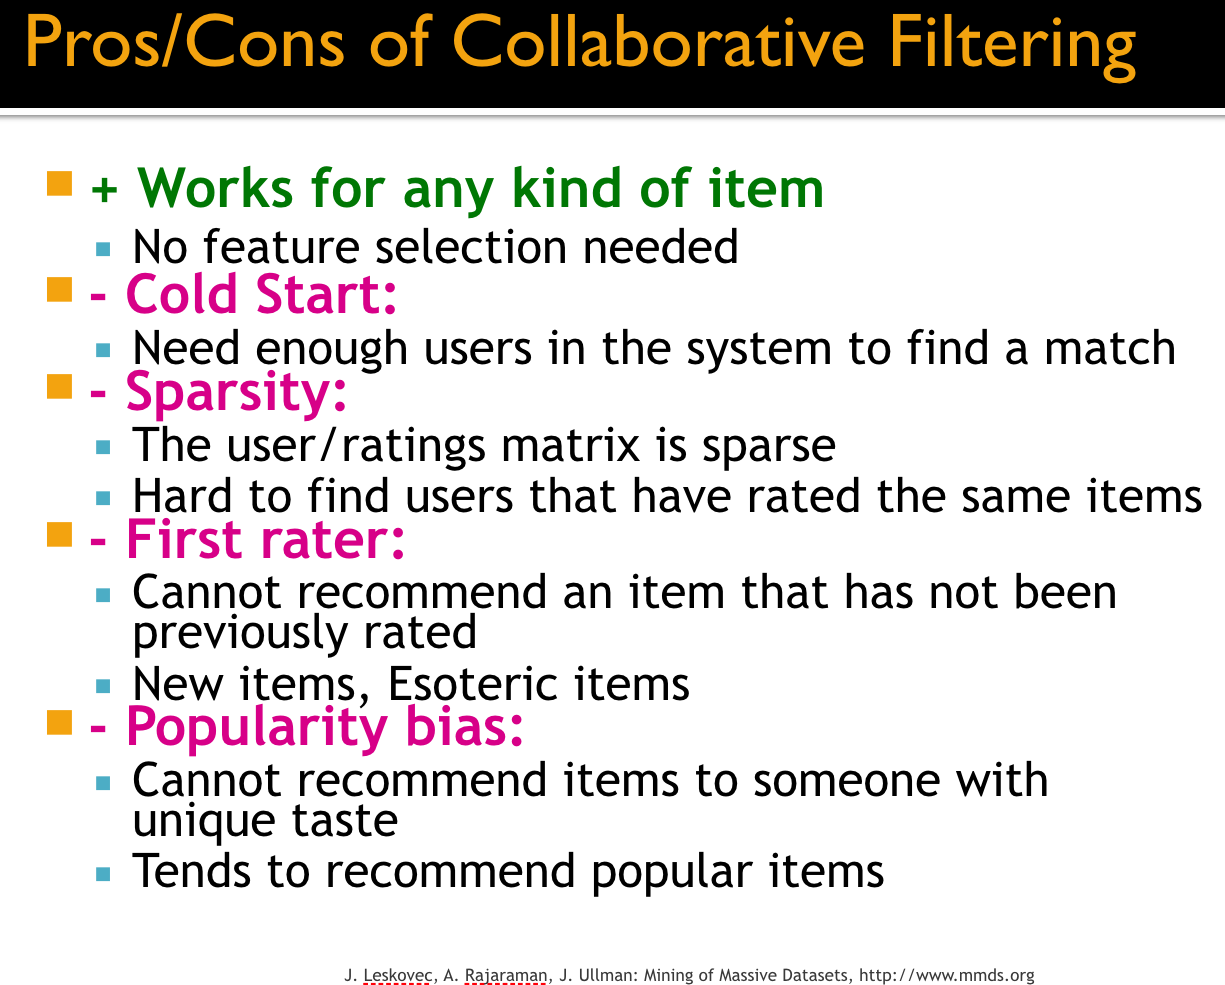 Pros/Cons of Collaborative Filtering
+ Works for any kind of item
No feature selection needed
- Cold Start:
Need enough users in the system to find a match
- Sparsity:
The user/ratings matrix is sparse
Hard to find users that have rated the same items
- First rater:
Cannot recommend an item that has not been
previously rated
New items, Esoteric items
- Popularity bias:
Cannot recommend items to someone with
unique taste
Tends to recommend popular items
J. Leskovec, A. Rajaraman, J. Ullman: Mining of Massive Datasets, http://www.mmds.org